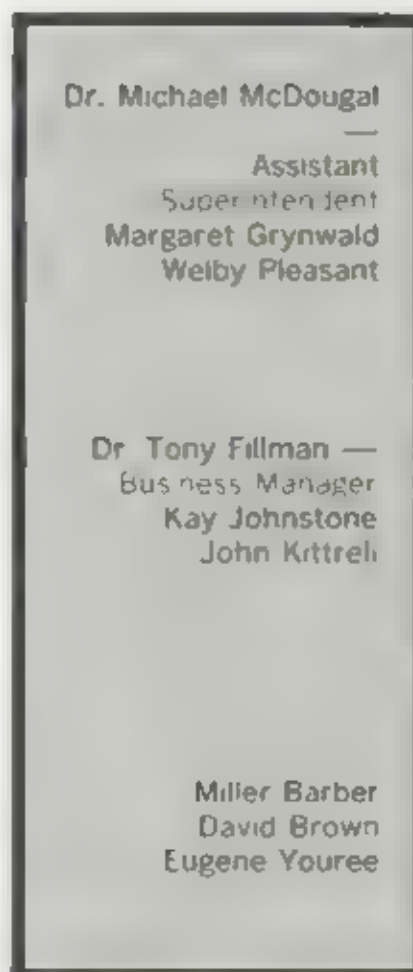 Dr. Michael McDougal
—
Assistant
Superintendent
Margaret Grynwald
Welby Pleasant
Dr. Tony Fillman —
Business Manager
Kay Johnstone
John Kittrell
Miller Barber
David Brown
Eugene Youree